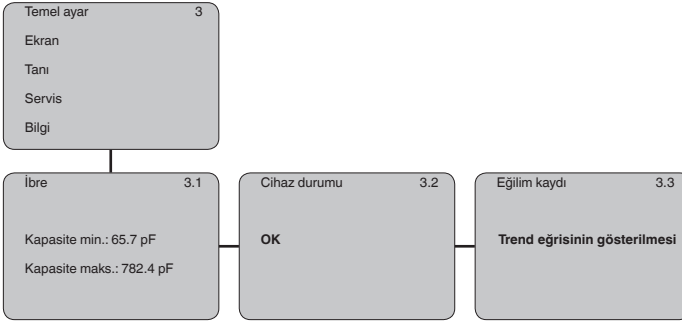 Temel ayar 3
Ekran
Tanı
Servis
Bilgi
İbre 3.1
Kapasite min.: 65.7 pF
Kapasite maks.: 782.4 pF
Cihaz durumu 3.2
OK
Eğilim kaydı 3.3
Trend eğrisinin gösterilmesi